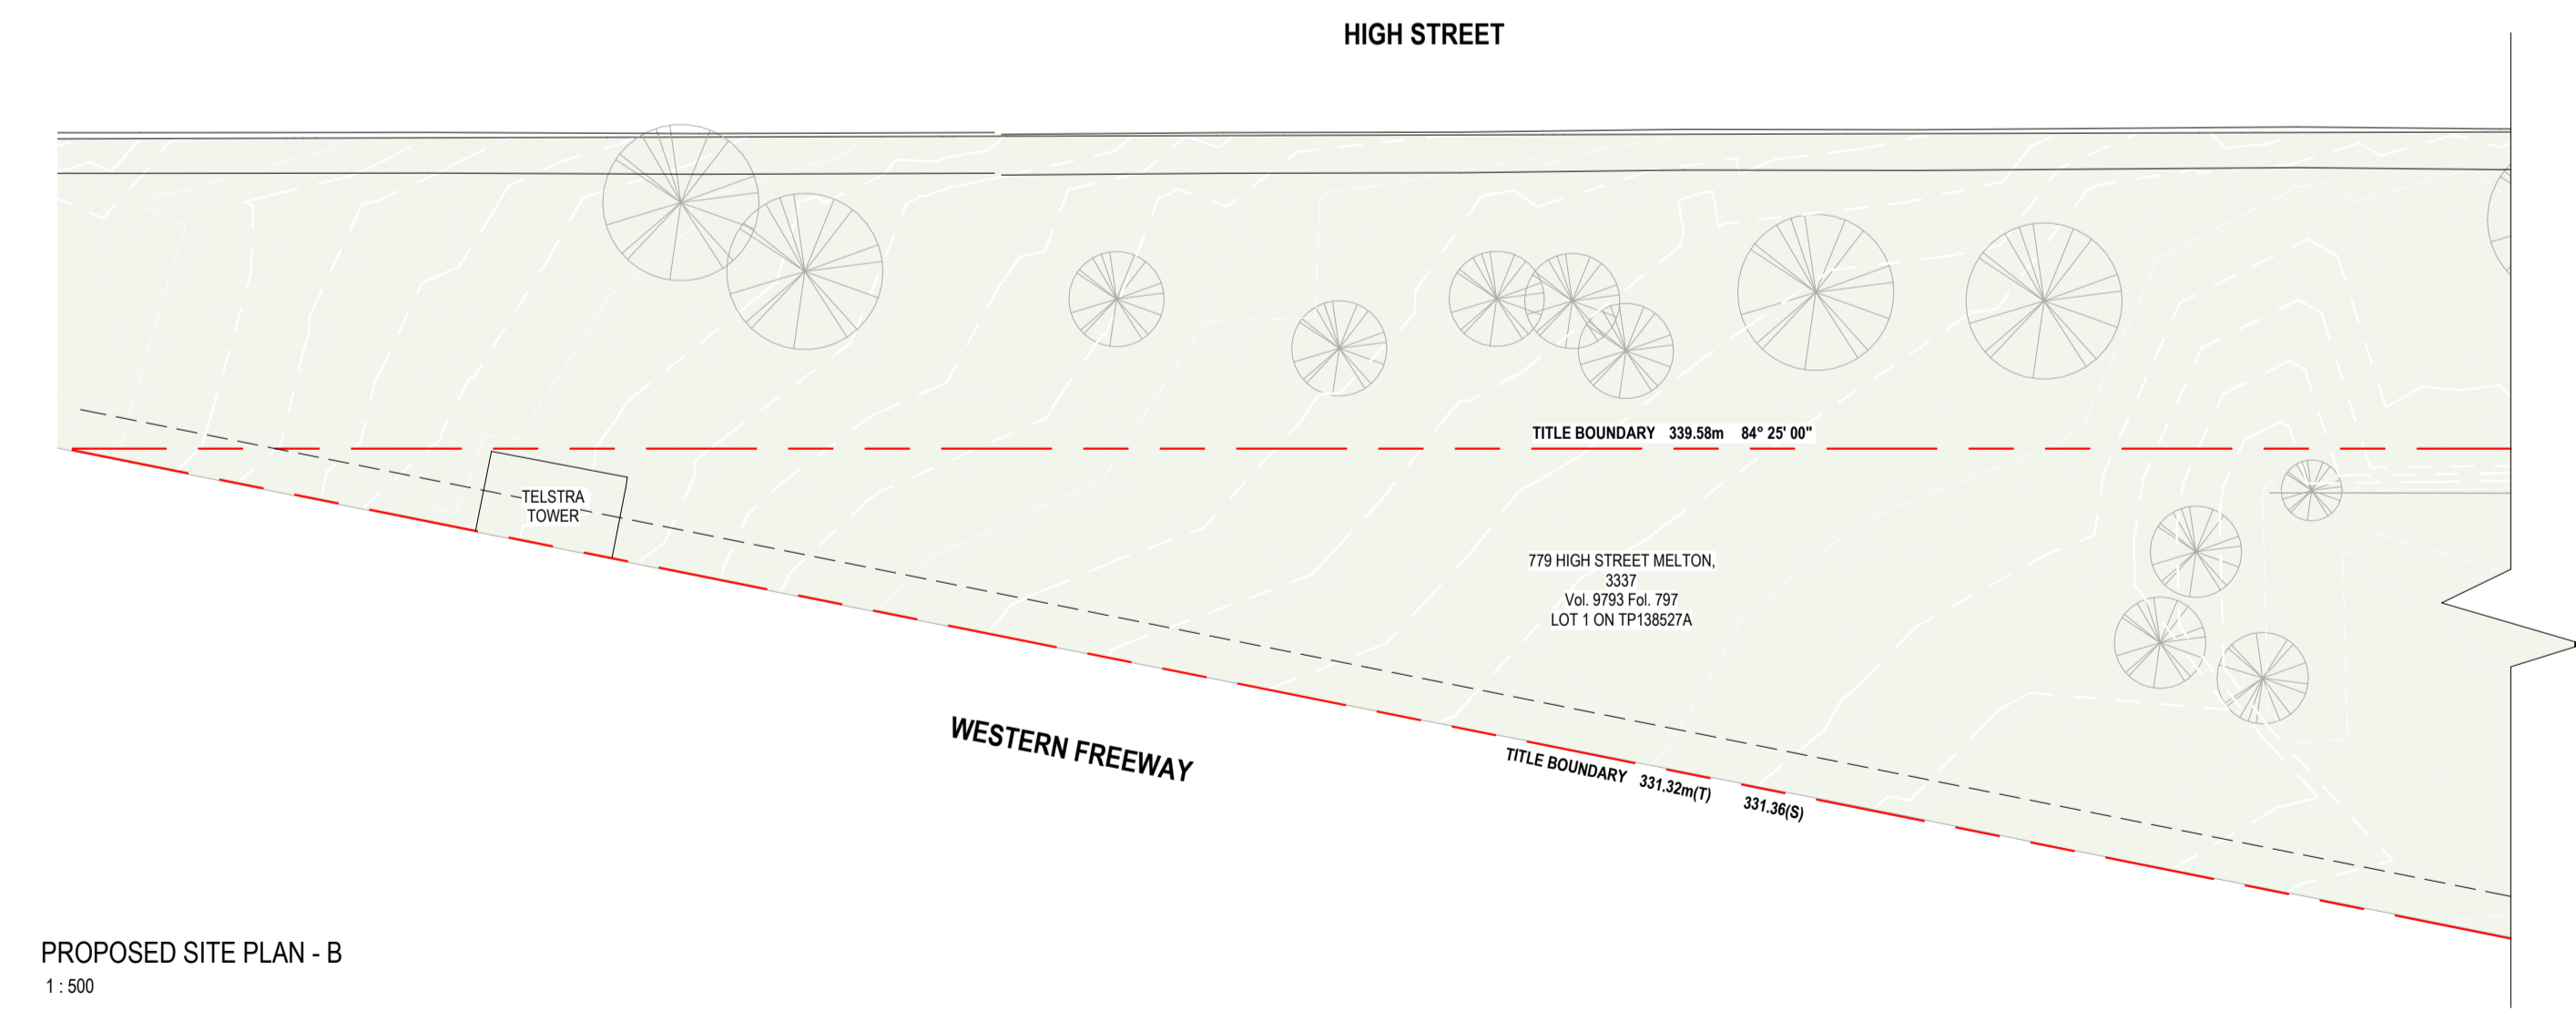 HIGH STREET
TITLE BOUNDARY 339.58m 84° 25' 00"
TELSTRA
TOWER
779 HIGH STREET MELTON,
3337
Vol. 9793 Fol. 797
LOT 1 ON TP138527A
WESTERN FREEWAY
TITLE BOUNDARY 331.32m(T) 331.36(S)
PROPOSED SITE PLAN - B
1 : 500